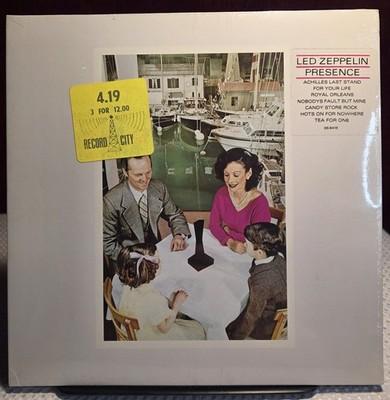 4.19
3 FOR 12.00
RECORD CITY
LED ZEPPELIN
PRESENCE
ACHILLES LAST STAND
FOR YOUR LIFE
ROYAL ORLEANS
NOBODY'S FAULT BUT MINE
CANDY STORE ROCK
HOTS ON FOR NOWHERE
TEA FOR ONE